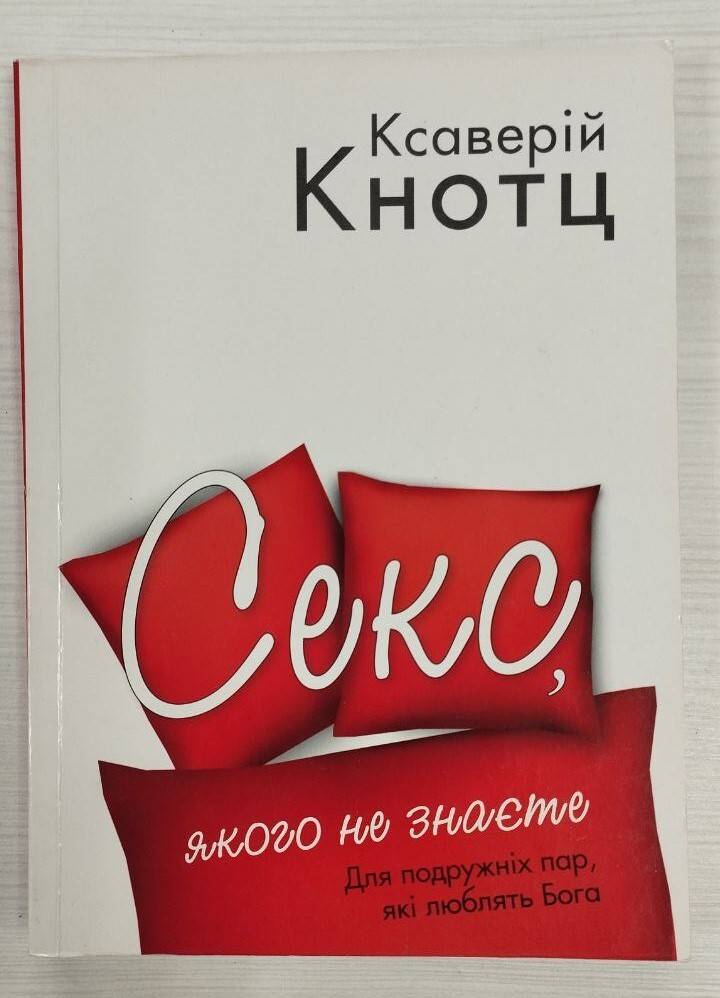 Ксаверій
Кнотц
Секс,
якого не знаєте
Для подружніх пар,
які люблять Бога